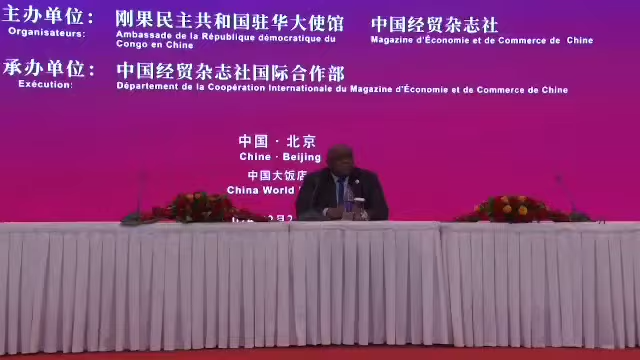 主办单位： 刚果民主共和国驻华大使馆 中国经贸杂志社
Organisateurs: Ambassade de la République démocratique du Congo en Chine Magazine d'Économie et de Commerce de Chine
承办单位： 中国经贸杂志社国际合作部
Exécution: Département de la Coopération Internationale du Magazine d'Économie et de Commerce de Chine
中国·北京
Chine · Beijing
中国大饭店
China World